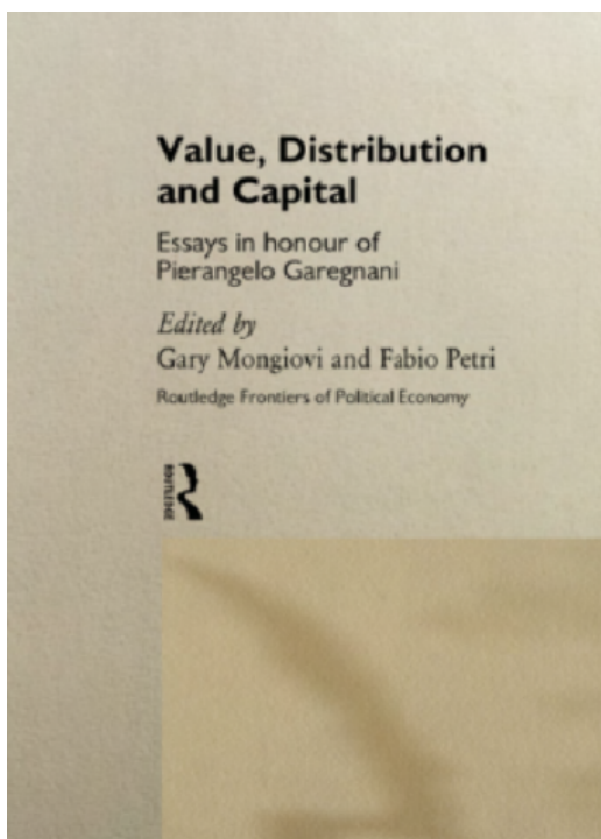 Value, Distribution
and Capital
Essays in honour of
Pierangelo Garegnani
Edited by
Gary Mongiovi and Fabio Petri
Routledge Frontiers of Political Economy
ROUTLEDGE